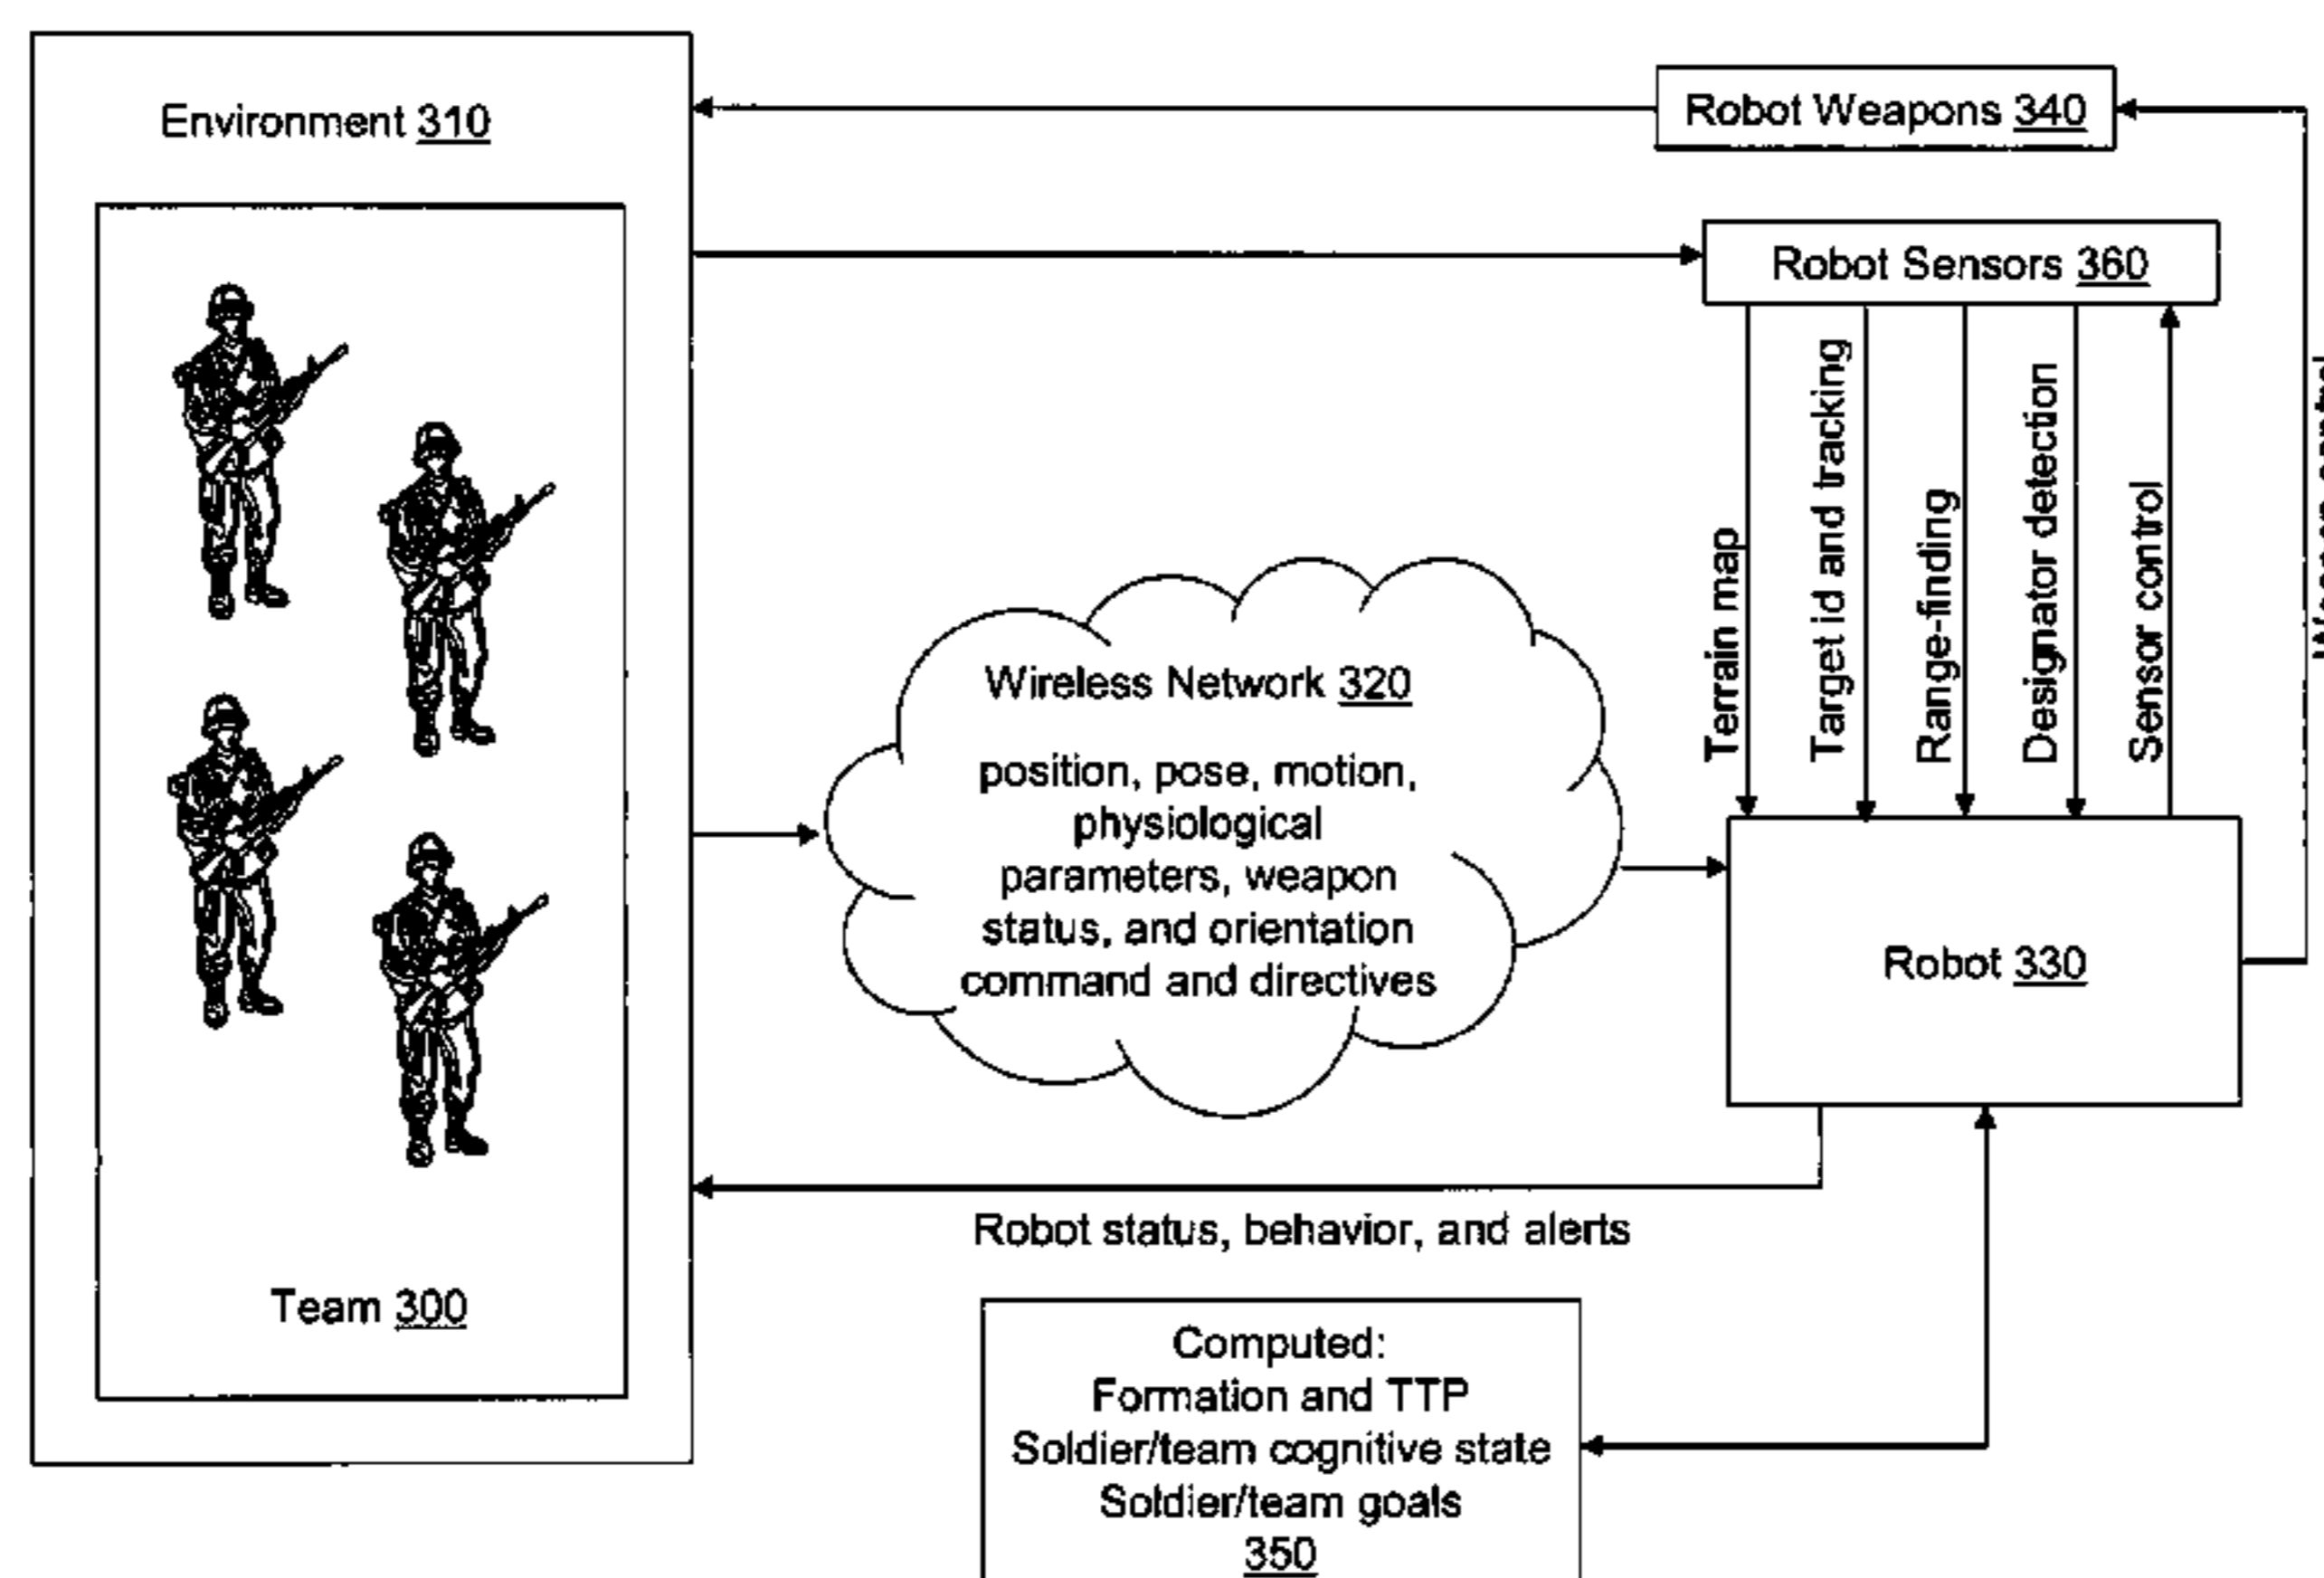 Environment 310
Robot Weapons 340
Robot Sensors 360
Terrain map
Target id and tracking
Range-finding
Designator detection
Sensor control
Wireless Network 320
position, pose, motion,
physiological
parameters, weapon
status, and orientation
command and directives
Robot 330
Robot status, behavior, and alerts
Team 300
Computed:
Formation and TTP
Soldier/team cognitive state
Soldier/team goals
350